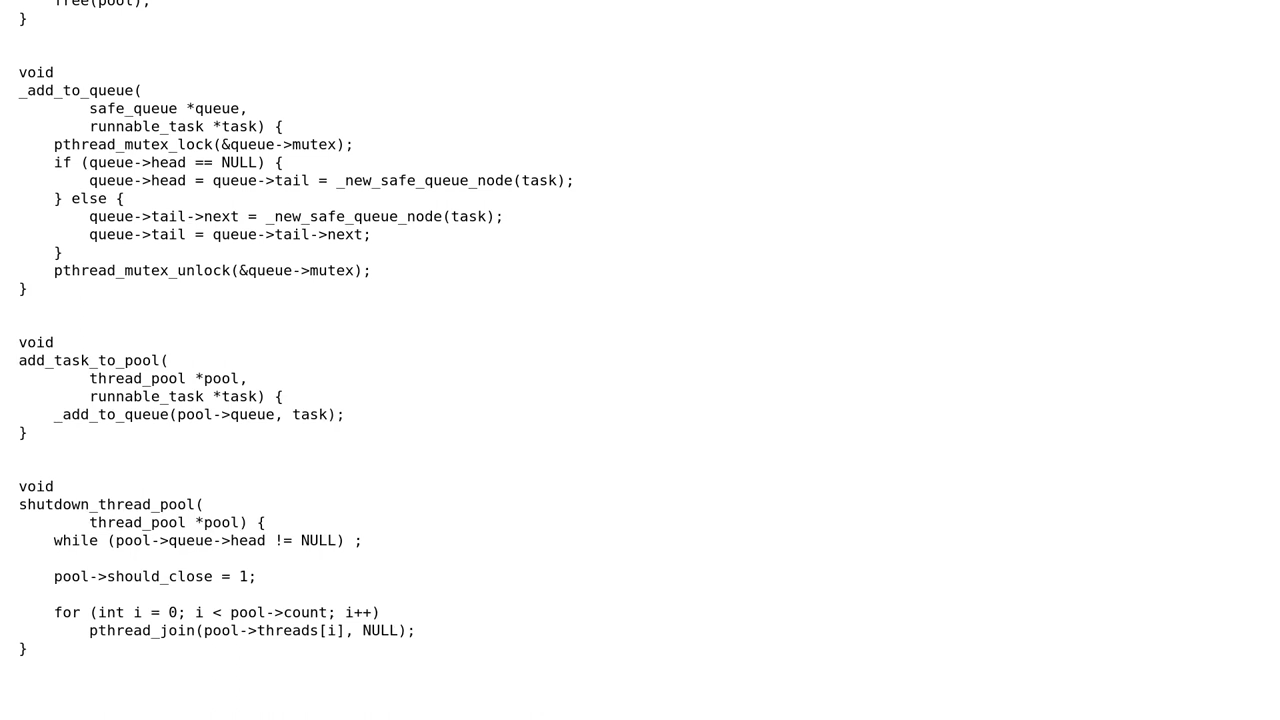 free(pool);
}


void
_add_to_queue(
        safe_queue *queue,
        runnable_task *task) {
    pthread_mutex_lock(&queue->mutex);
    if (queue->head == NULL) {
        queue->head = queue->tail = _new_safe_queue_node(task);
    } else {
        queue->tail->next = _new_safe_queue_node(task);
        queue->tail = queue->tail->next;
    }
    pthread_mutex_unlock(&queue->mutex);
}


void
add_task_to_pool(
        thread_pool *pool,
        runnable_task *task) {
    _add_to_queue(pool->queue, task);
}


void
shutdown_thread_pool(
        thread_pool *pool) {
    while (pool->queue->head != NULL) ;

    pool->should_close = 1;

    for (int i = 0; i < pool->count; i++)
        pthread_join(pool->threads[i], NULL);
}